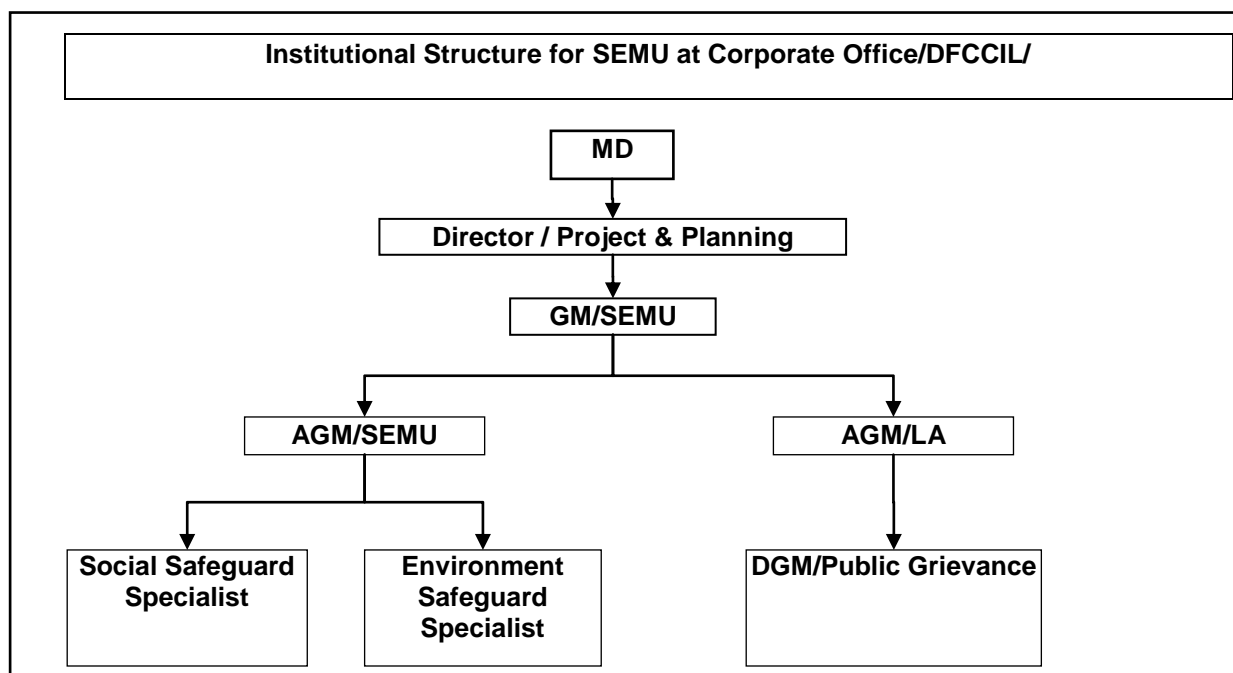 Institutional Structure for SEMU at Corporate Office/DFCCIL/
MD
Director / Project & Planning
GM/SEMU
AGM/SEMU
AGM/LA
Social Safeguard
Specialist
Environment
Safeguard
Specialist
DGM/Public Grievance